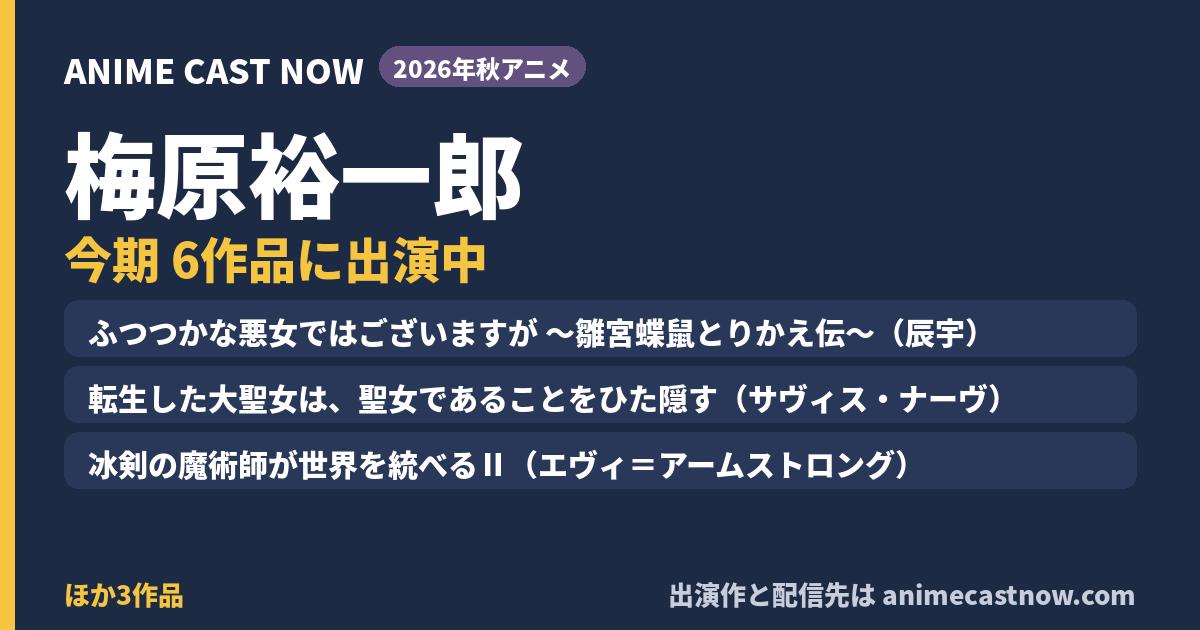 ANIME CAST NOW 2026年秋アニメ
梅原裕一郎
今期 6作品に出演中
ふつつかな悪女ではございますが ～雛宮蝶鼠とりかえ伝～（辰宇）
転生した大聖女は、聖女であることをひた隠す（サヴィス・ナーヴ）
冰剣の魔術師が世界を統べるⅡ（エヴィ＝アームストロング）
ほか3作品
出演作と配信先は animecastnow.com